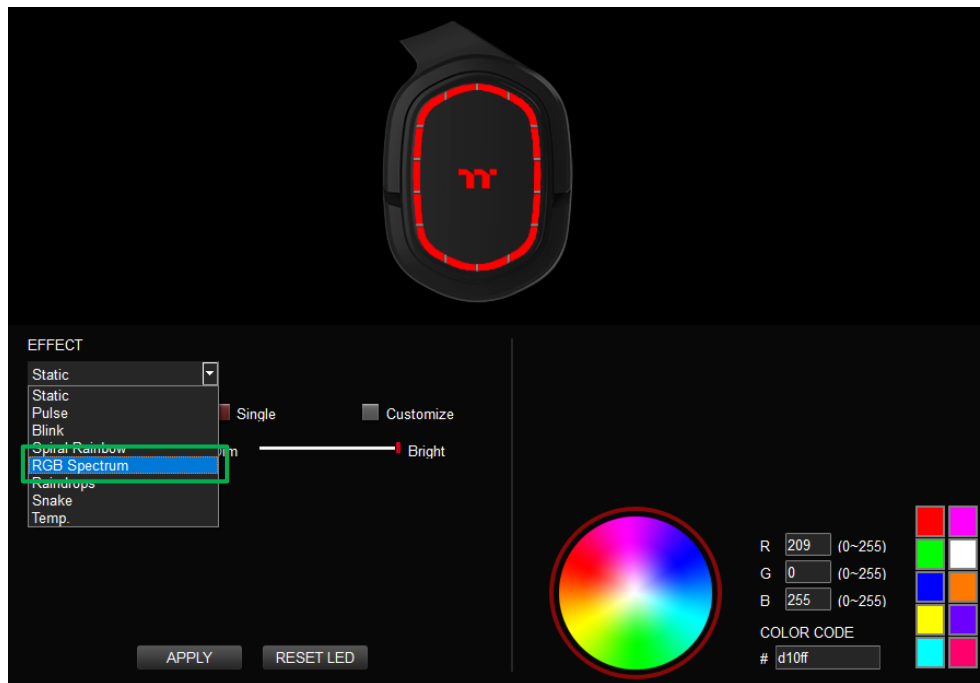 EFFECT
Static
Static
Pulse
Blink
Spiral Rainbow
RGB Spectrum
Raindrops
Snake
Temp.
Single
Customize
Bright
R 209 (0~255)
G 0 (0~255)
B 255 (0~255)
COLOR CODE
# d10ff
APPLY
RESET LED